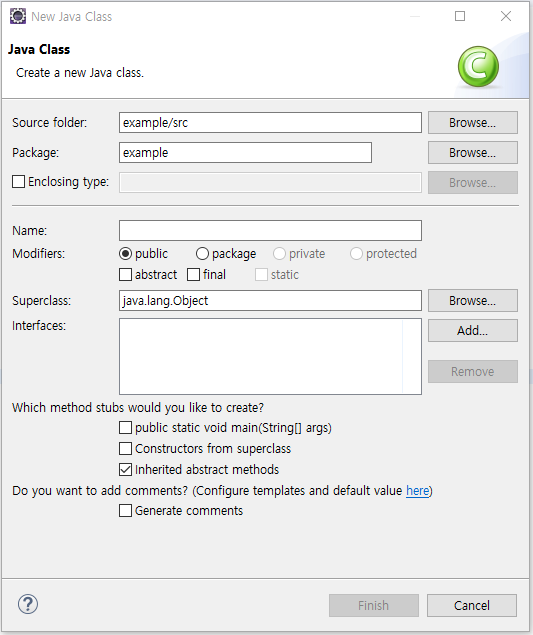 New Java Class
Java Class
Create a new Java class.
Source folder: example/src Browse...
Package: example Browse...
Enclosing type: Browse...
Name:
Modifiers: public package private protected
abstract final static
Superclass: java.lang.Object Browse...
Interfaces: Add...
Remove
Which method stubs would you like to create?
public static void main(String[] args)
Constructors from superclass
Inherited abstract methods
Do you want to add comments? (Configure templates and default value here)
Generate comments
? Finish Cancel